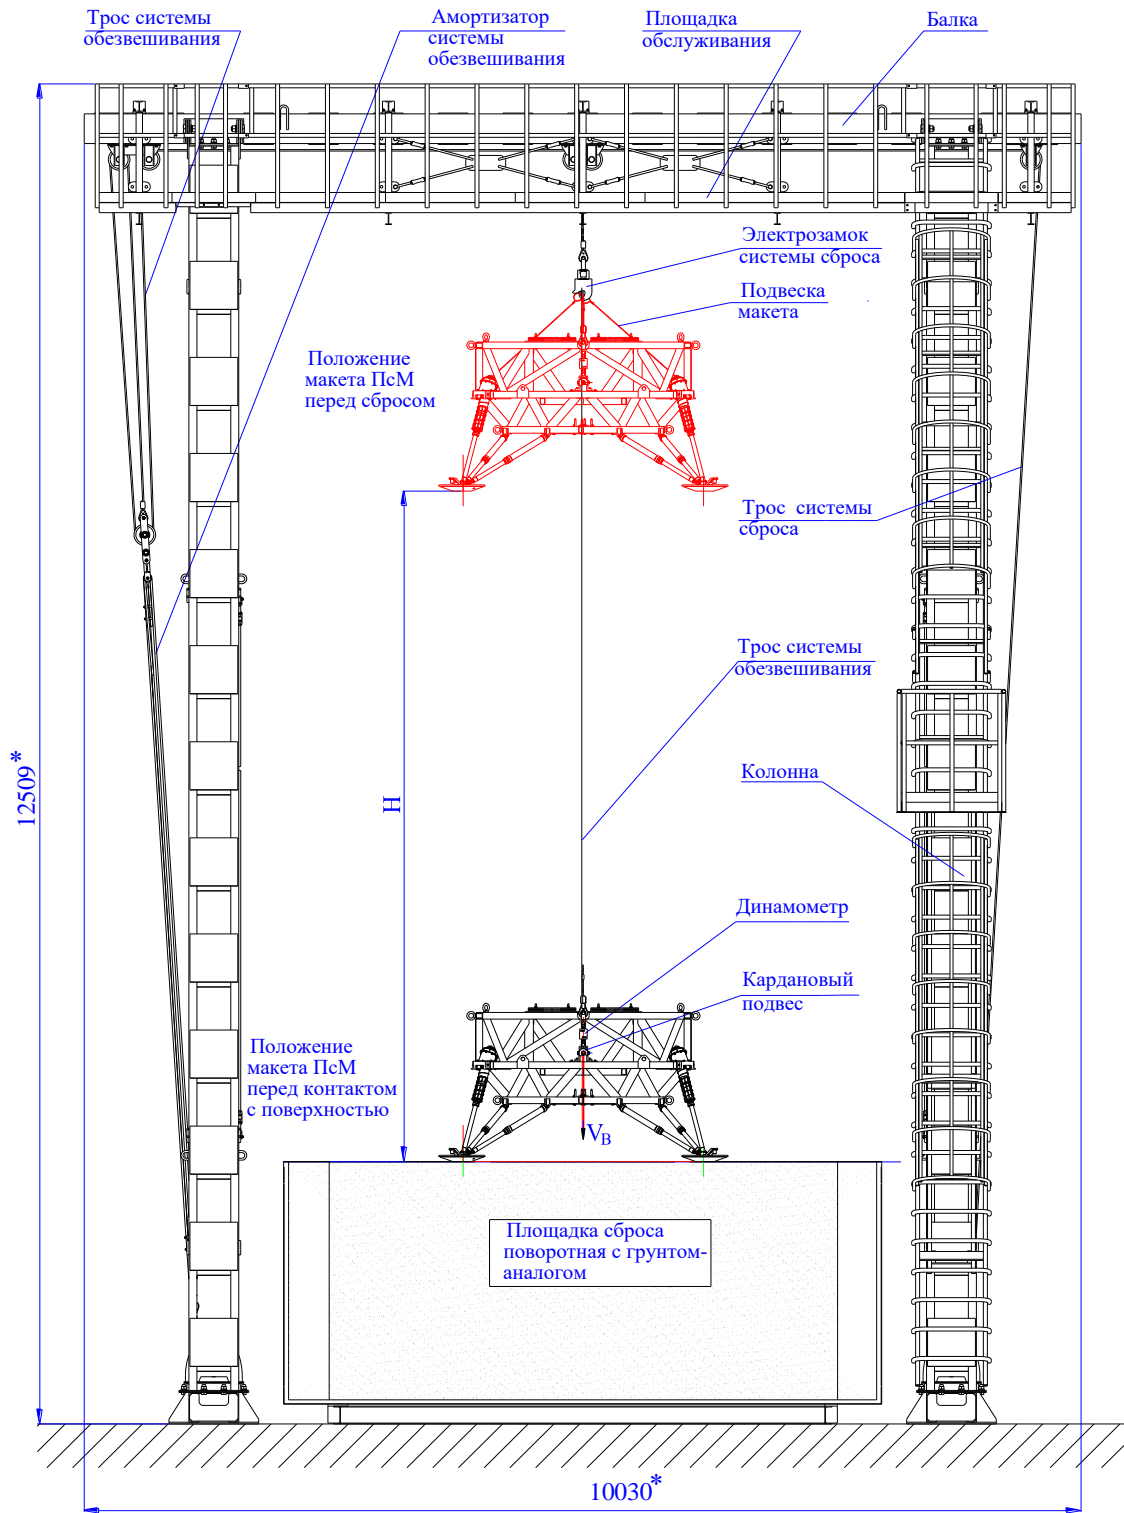 Трос системы
обезвешивания
Амортизатор
системы
обезвешивания
Площадка
обслуживания
Балка
Электрозамок
системы сброса
Подвеска
макета
Положение
макета ПсМ
перед сбросом
Трос системы
сброса
Трос системы
обезвешивания
12509*
H
Колонна
Динамометр
Кардановый
подвес
Положение
макета ПсМ
перед контактом
с поверхностью
VВ
Площадка сброса
поворотная с грунтом-
аналогом
10030*